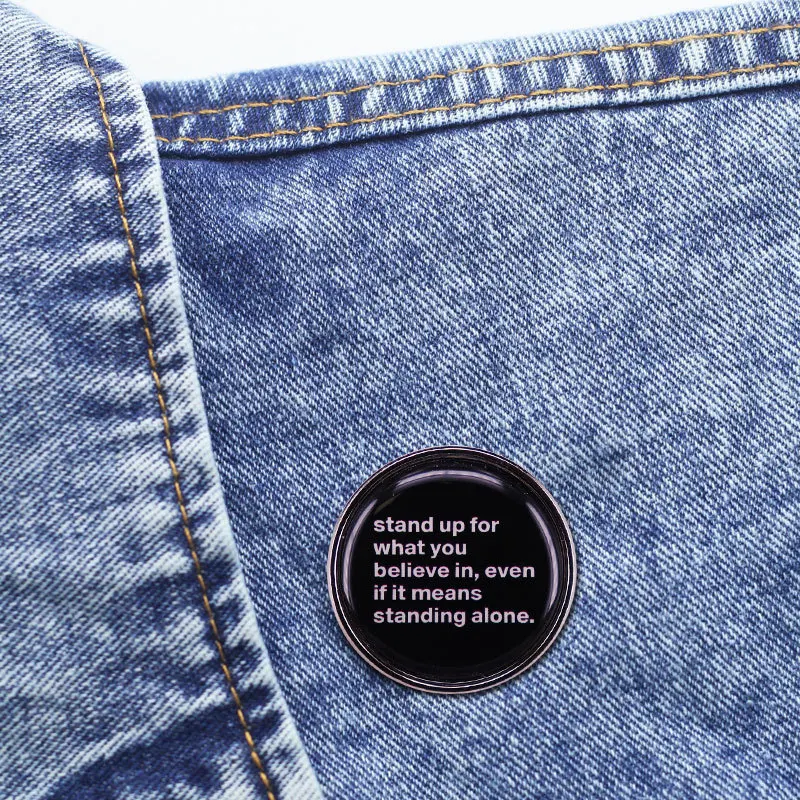 stand up for
what you
believe in, even
if it means
standing alone.